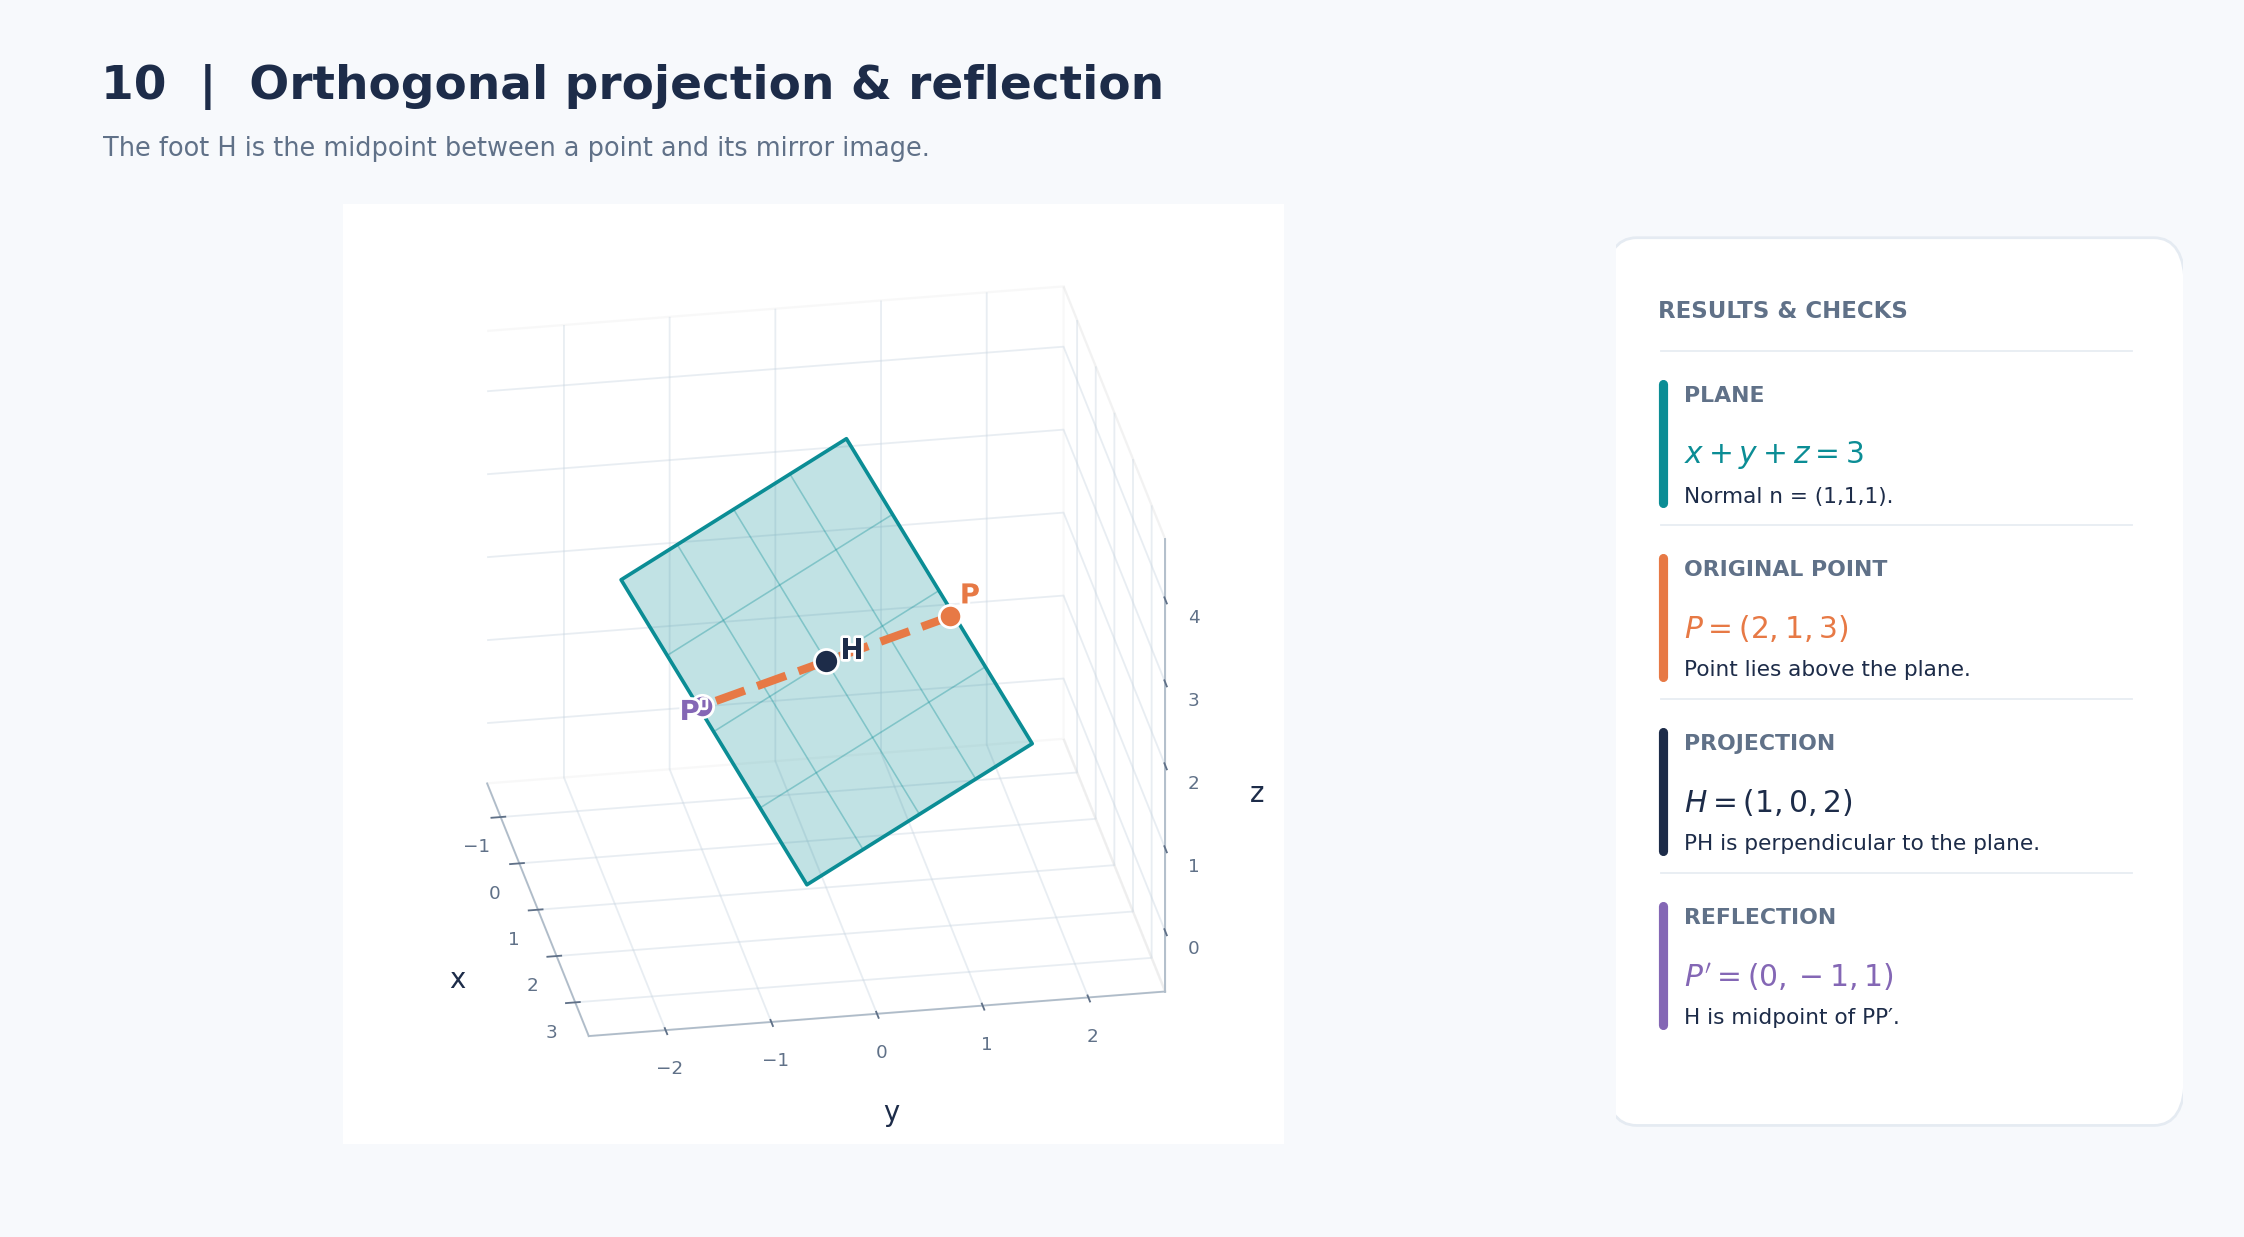 10 | Orthogonal projection & reflection
The foot H is the midpoint between a point and its mirror image.
P
H
P′
4
3
2
1
0
z
−1
0
1
2
3
x
−2
−1
0
1
2
y
RESULTS & CHECKS
PLANE
x + y + z = 3
Normal n = (1,1,1).
ORIGINAL POINT
P = (2, 1, 3)
Point lies above the plane.
PROJECTION
H = (1, 0, 2)
PH is perpendicular to the plane.
REFLECTION
P′ = (0, −1, 1)
H is midpoint of PP′.